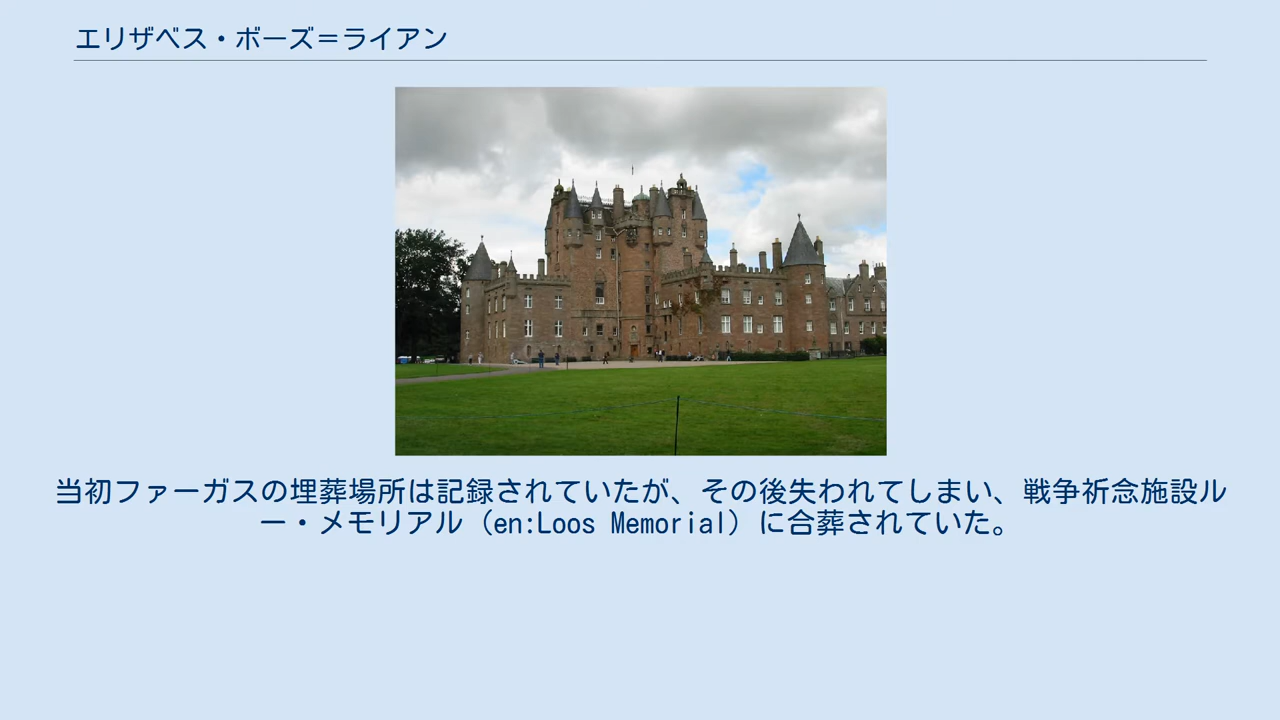 エリザベス・ボーズ＝ライアン
当初ファーガスの埋葬場所は記録されていたが、その後失われてしまい、戦争祈念施設ル
ー・メモリアル（en:Loos Memorial）に合葬されていた。